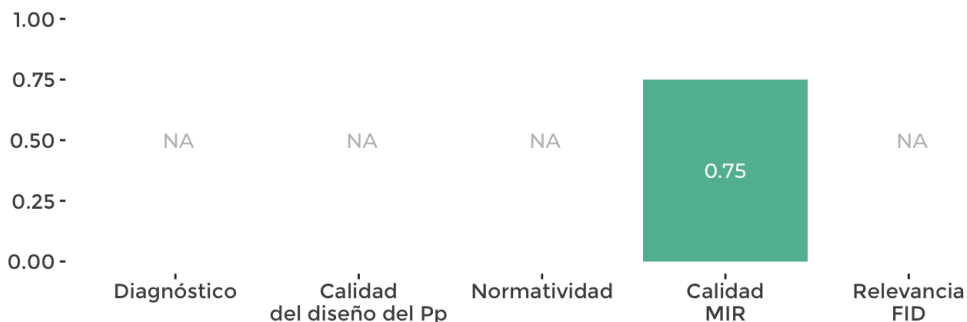 1.00
0.75
0.50
0.25
0.00
NA
NA
NA
0.75
NA
Diagnóstico
Calidad
del diseño del Pp
Normatividad
Calidad
MIR
Relevancia
FID